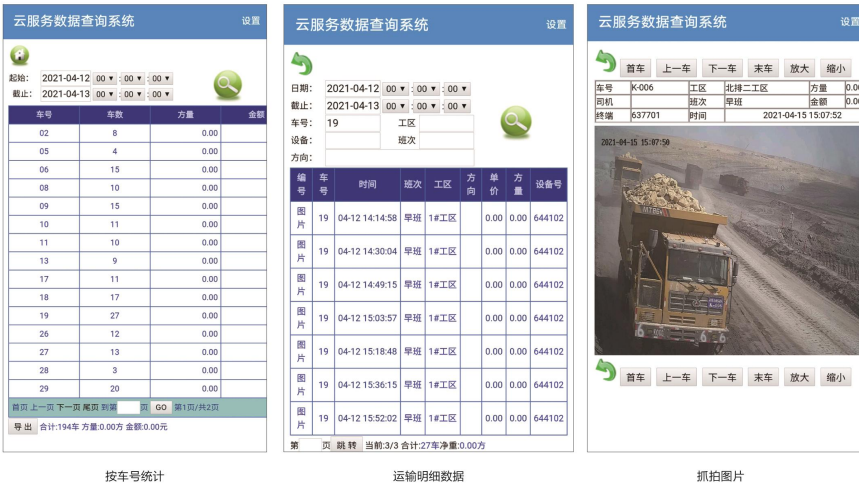 云服务数据查询系统
设置
起始: 2021-04-12 00 ▼ : 00 ▼ : 00 ▼
截止: 2021-04-13 00 ▼ : 00 ▼ : 00 ▼
车号 车数 方量 金额
02 8 0.00
05 4 0.00
06 15 0.00
08 10 0.00
09 15 0.00
10 11 0.00
11 10 0.00
13 9 0.00
17 11 0.00
18 17 0.00
19 27 0.00
26 12 0.00
27 13 0.00
28 3 0.00
29 20 0.00
首页 上一页 下一页 尾页 到第 页 GO 第1页/共2页
导出 合计:194车 方量:0.00方 金额:0.00元
按车号统计
云服务数据查询系统
设置
日期: 2021-04-12 00 ▼ : 00 ▼ : 00 ▼
截止: 2021-04-13 00 ▼ : 00 ▼ : 00 ▼
车号: 19 工区
设备: 班次
方向:
编号 车号 时间 班次 工区 方向 单价 方量 设备号
图片 19 04-12 14:14:58 早班 1#工区 0.00 0.00 644102
图片 19 04-12 14:30:04 早班 1#工区 0.00 0.00 644102
图片 19 04-12 14:49:15 早班 1#工区 0.00 0.00 644102
图片 19 04-12 15:03:57 早班 1#工区 0.00 0.00 644102
图片 19 04-12 15:18:48 早班 1#工区 0.00 0.00 644102
图片 19 04-12 15:36:15 早班 1#工区 0.00 0.00 644102
图片 19 04-12 15:52:02 早班 1#工区 0.00 0.00 644102
第 页 跳转 当前:3/3 合计:27车净重:0.00方
运输明细数据
云服务数据查询系统
设置
首车 上一车 下一车 末车 放大 缩小
车号 K-006 工区 北排二工区 方量 0.00
司机 班次 早班 金额 0.00
终端 637701 时间 2021-04-15 15:07:52
2021-04-15 15:07:50
首车 上一车 下一车 末车 放大 缩小
抓拍图片